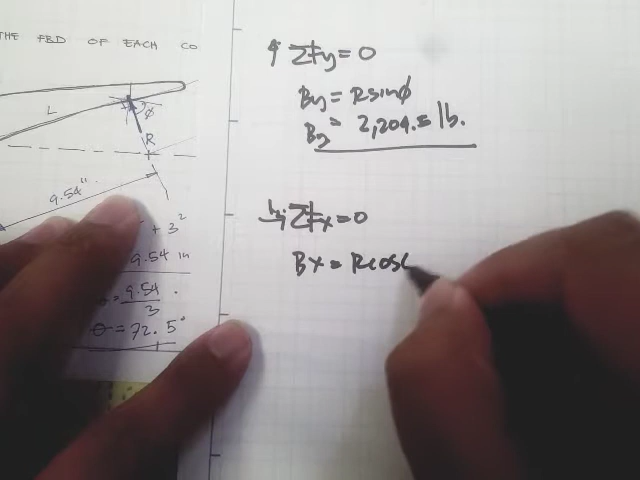 THE FBD OF EACH CO
L
φ
R
9.54"
+ 3²
9.54 in
= 9.54
3
θ = 72.5°
↑ ΣFy = 0
By = R sinφ
By = 2,204.5 lb.
ΣFx = 0
Bx = Rcos